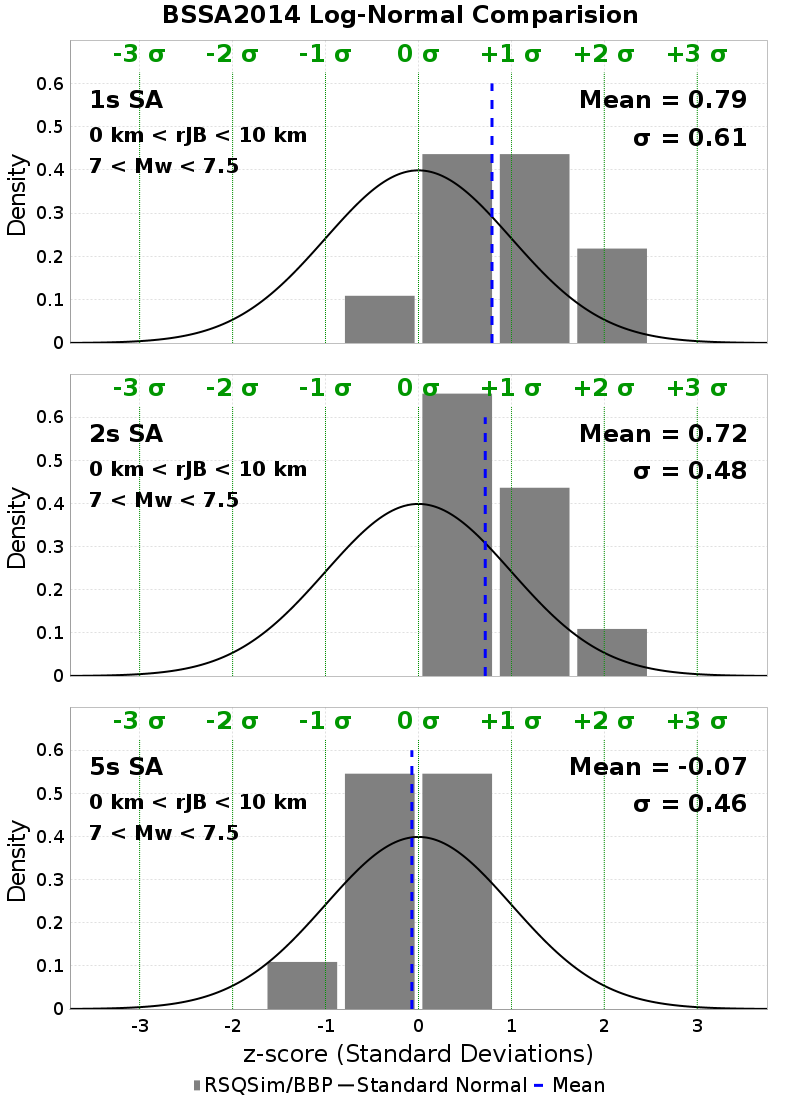 BSSA2014 Log-Normal Comparision
-3 σ -2 σ -1 σ 0 σ +1 σ +2 σ +3 σ
1s SA
Mean = 0.79
0 km < rJB < 10 km
σ = 0.61
7 < Mw < 7.5
Density
0.6
0.5
0.4
0.3
0.2
0.1
0
-3 σ -2 σ -1 σ 0 σ +1 σ +2 σ +3 σ
2s SA
Mean = 0.72
0 km < rJB < 10 km
σ = 0.48
7 < Mw < 7.5
Density
0.6
0.5
0.4
0.3
0.2
0.1
0
-3 σ -2 σ -1 σ 0 σ +1 σ +2 σ +3 σ
5s SA
Mean = -0.07
0 km < rJB < 10 km
σ = 0.46
7 < Mw < 7.5
Density
0.6
0.5
0.4
0.3
0.2
0.1
0
-3 -2 -1 0 1 2 3
z-score (Standard Deviations)
RSQSim/BBP Standard Normal Mean